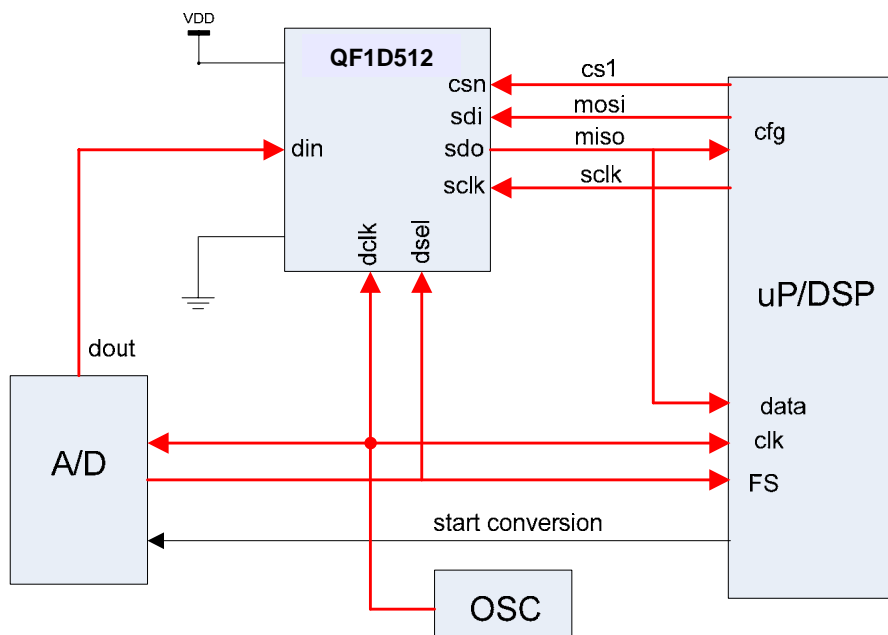 VDD
QF1D512
csn
cs1
sdi
mosi
din
sdo
miso
cfg
sclk
sclk
dclk
dsel
uP/DSP
dout
data
A/D
clk
FS
start conversion
OSC